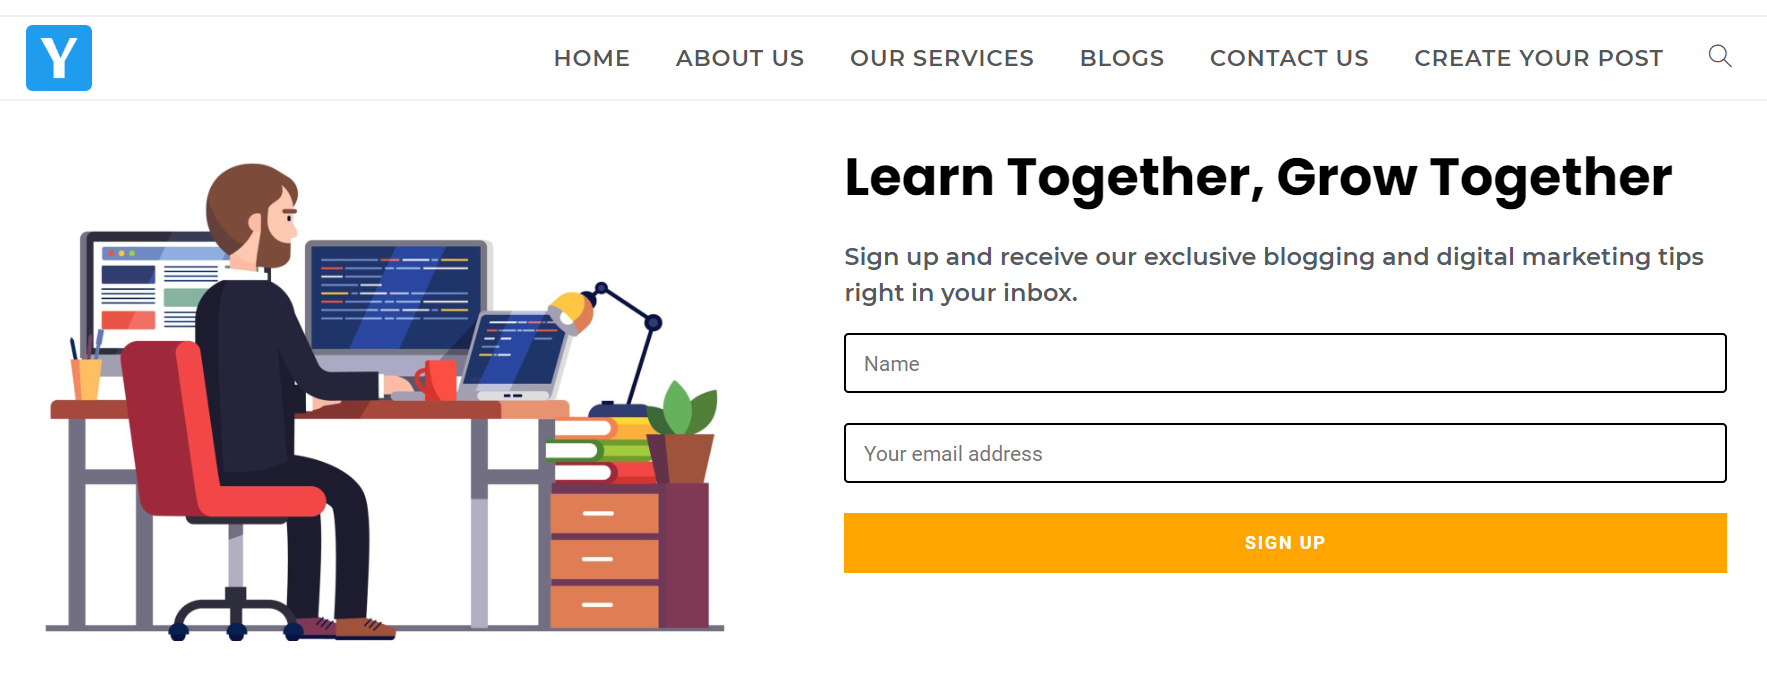 Y
HOME ABOUT US OUR SERVICES BLOGS CONTACT US CREATE YOUR POST
Learn Together, Grow Together
Sign up and receive our exclusive blogging and digital marketing tips
right in your inbox.
Name
Your email address
SIGN UP